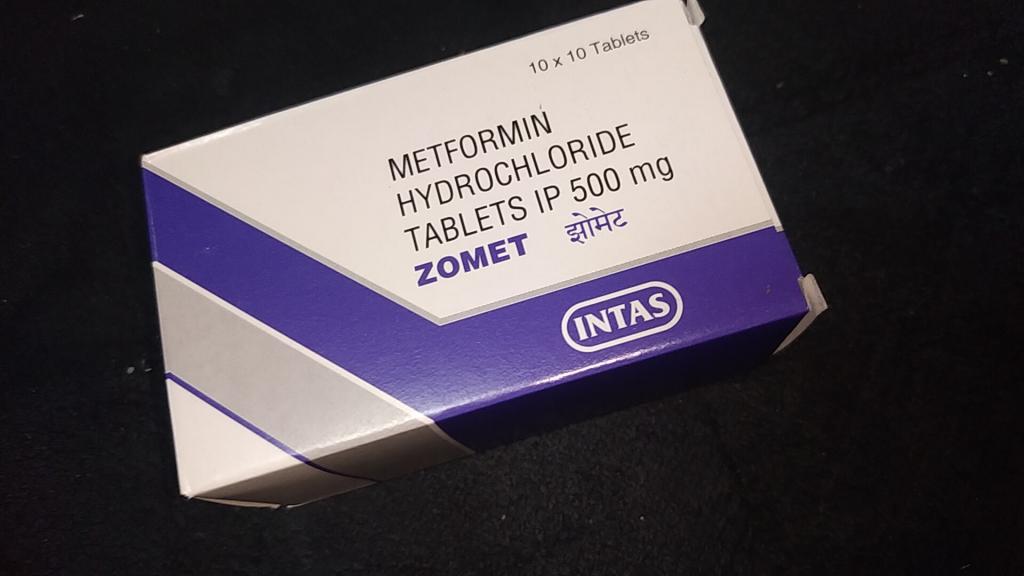 10 x 10 Tablets
METFORMIN
HYDROCHLORIDE
TABLETS IP 500 mg
ZOMET झोमेट
INTAS